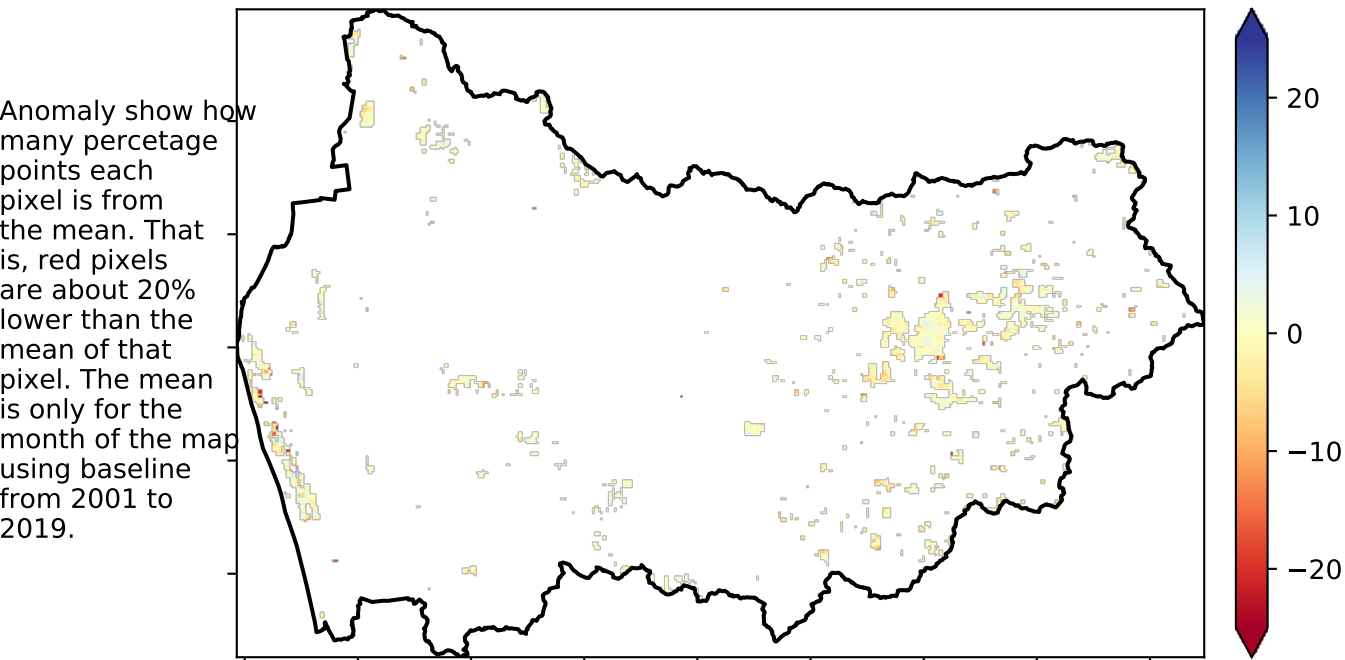 Anomaly show how
many percetage
points each
pixel is from
the mean. That
is, red pixels
are about 20%
lower than the
mean of that
pixel. The mean
is only for the
month of the map
using baseline
from 2001 to
2019.
20
10
0
−10
−20